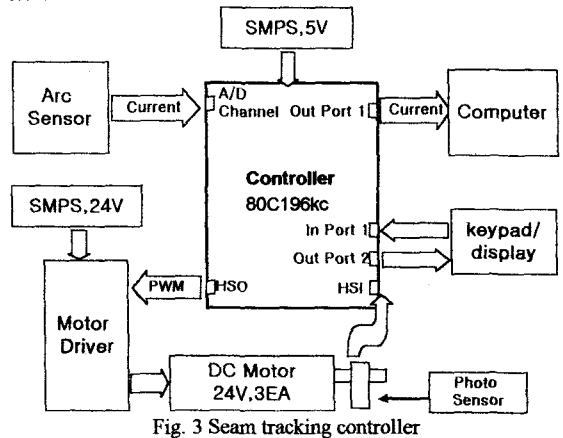 SMPS,5V
Arc
Sensor
Current
A/D
Channel
Out Port 1
Current
Computer
Controller
80C196kc
SMPS,24V
In Port 1
Out Port 2
keypad/
display
PWM
HSO
HSI
Motor
Driver
DC Motor
24V,3EA
Photo
Sensor
Fig. 3 Seam tracking controller